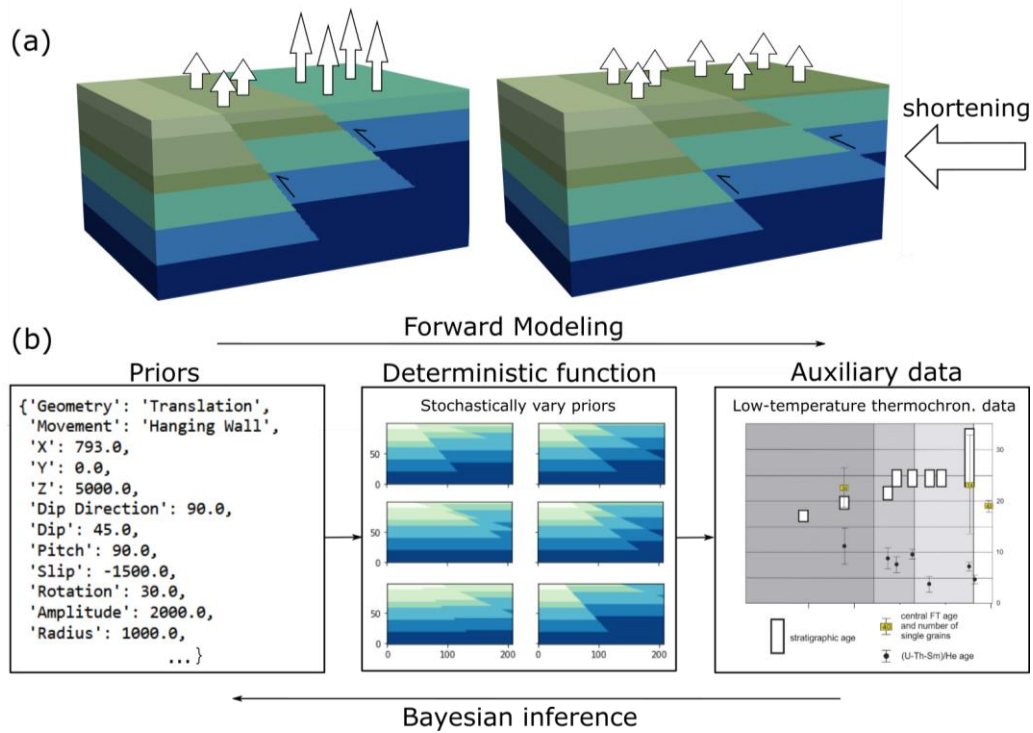 (a)
shortening
(b)
Forward Modeling
Priors
{'Geometry': 'Translation',
'Movement': 'Hanging Wall',
'X': 793.0,
'Y': 0.0,
'Z': 5000.0,
'Dip Direction': 90.0,
'Dip': 45.0,
'Pitch': 90.0,
'Slip': -1500.0,
'Rotation': 30.0,
'Amplitude': 2000.0,
'Radius': 1000.0,
...}
Deterministic function
Stochastically vary priors
50
0
50
0
50
0
0 100 200
0 100 200
Auxiliary data
Low-temperature thermochron. data
30
20
10
0
stratigraphic age
central FT age
and number of
single grains
(U-Th-Sm)/He age
Bayesian inference